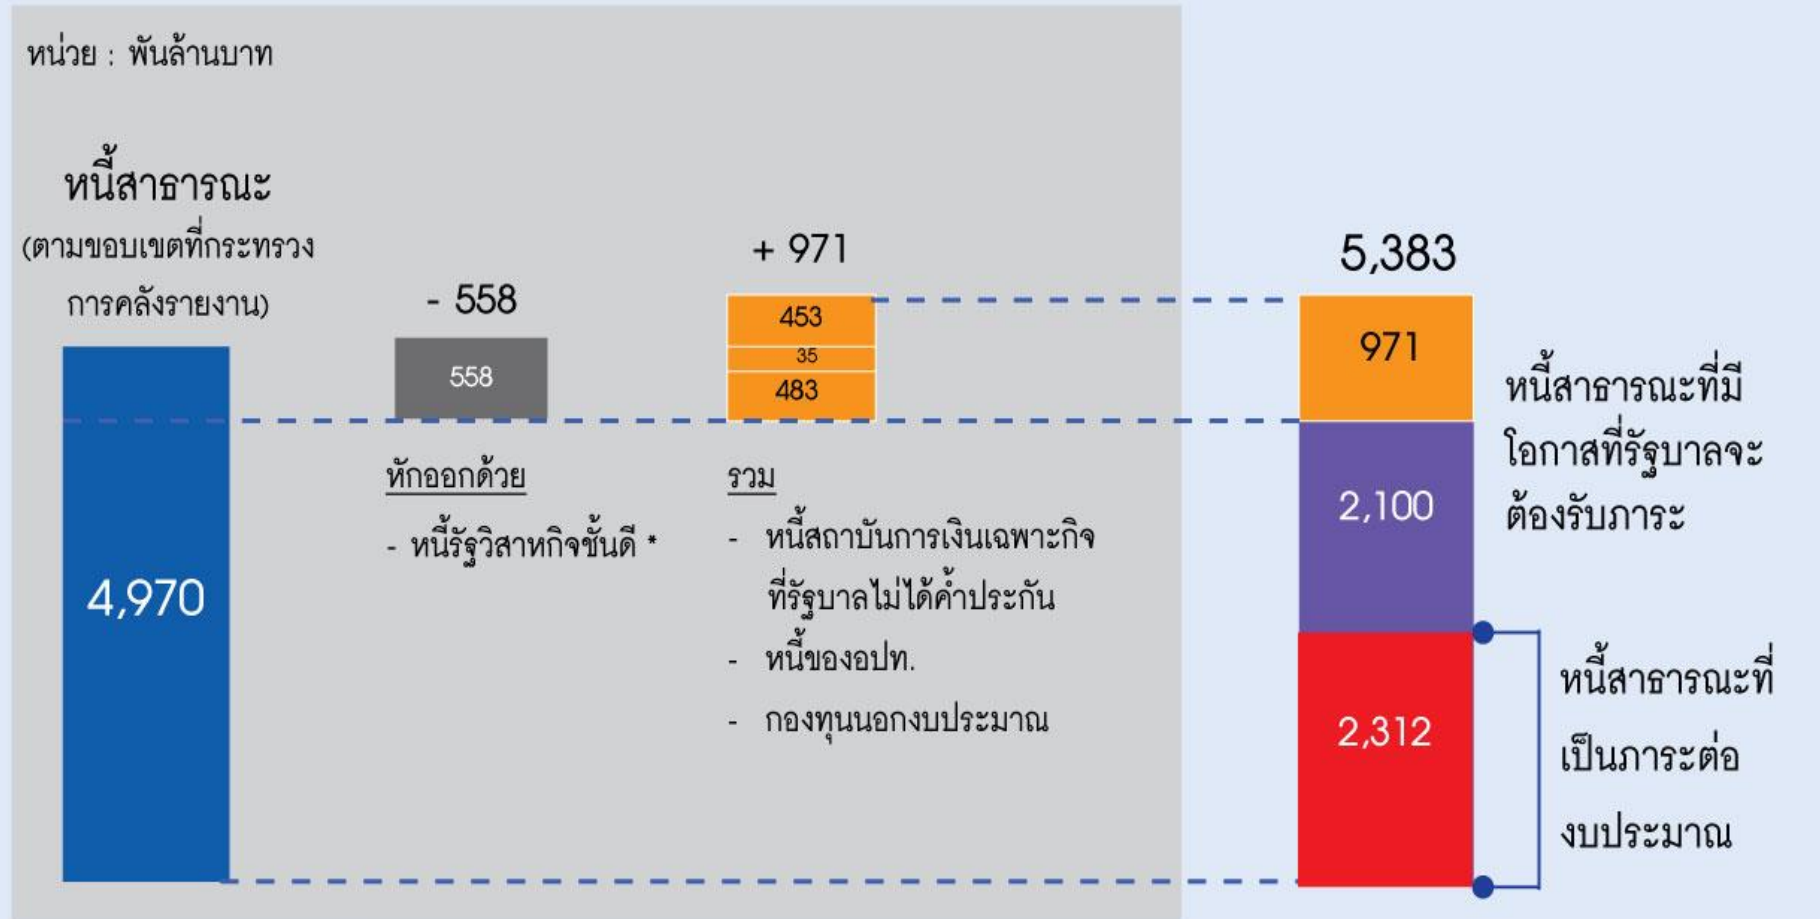 หน่วย : พันล้านบาท
หนี้สาธารณะ
(ตามขอบเขตที่กระทรวง
การคลังรายงาน)
4,970
- 558
558
หักออกด้วย
- หนี้รัฐวิสาหกิจชั้นดี *
+ 971
453
35
483
รวม
- หนี้สถาบันการเงินเฉพาะกิจ
ที่รัฐบาลไม่ได้ค้ำประกัน
- หนี้ของอปท.
- กองทุนนอกงบประมาณ
5,383
971
2,100
2,312
หนี้สาธารณะที่มี
โอกาสที่รัฐบาลจะ
ต้องรับภาระ
หนี้สาธารณะที่
เป็นภาระต่อ
งบประมาณ